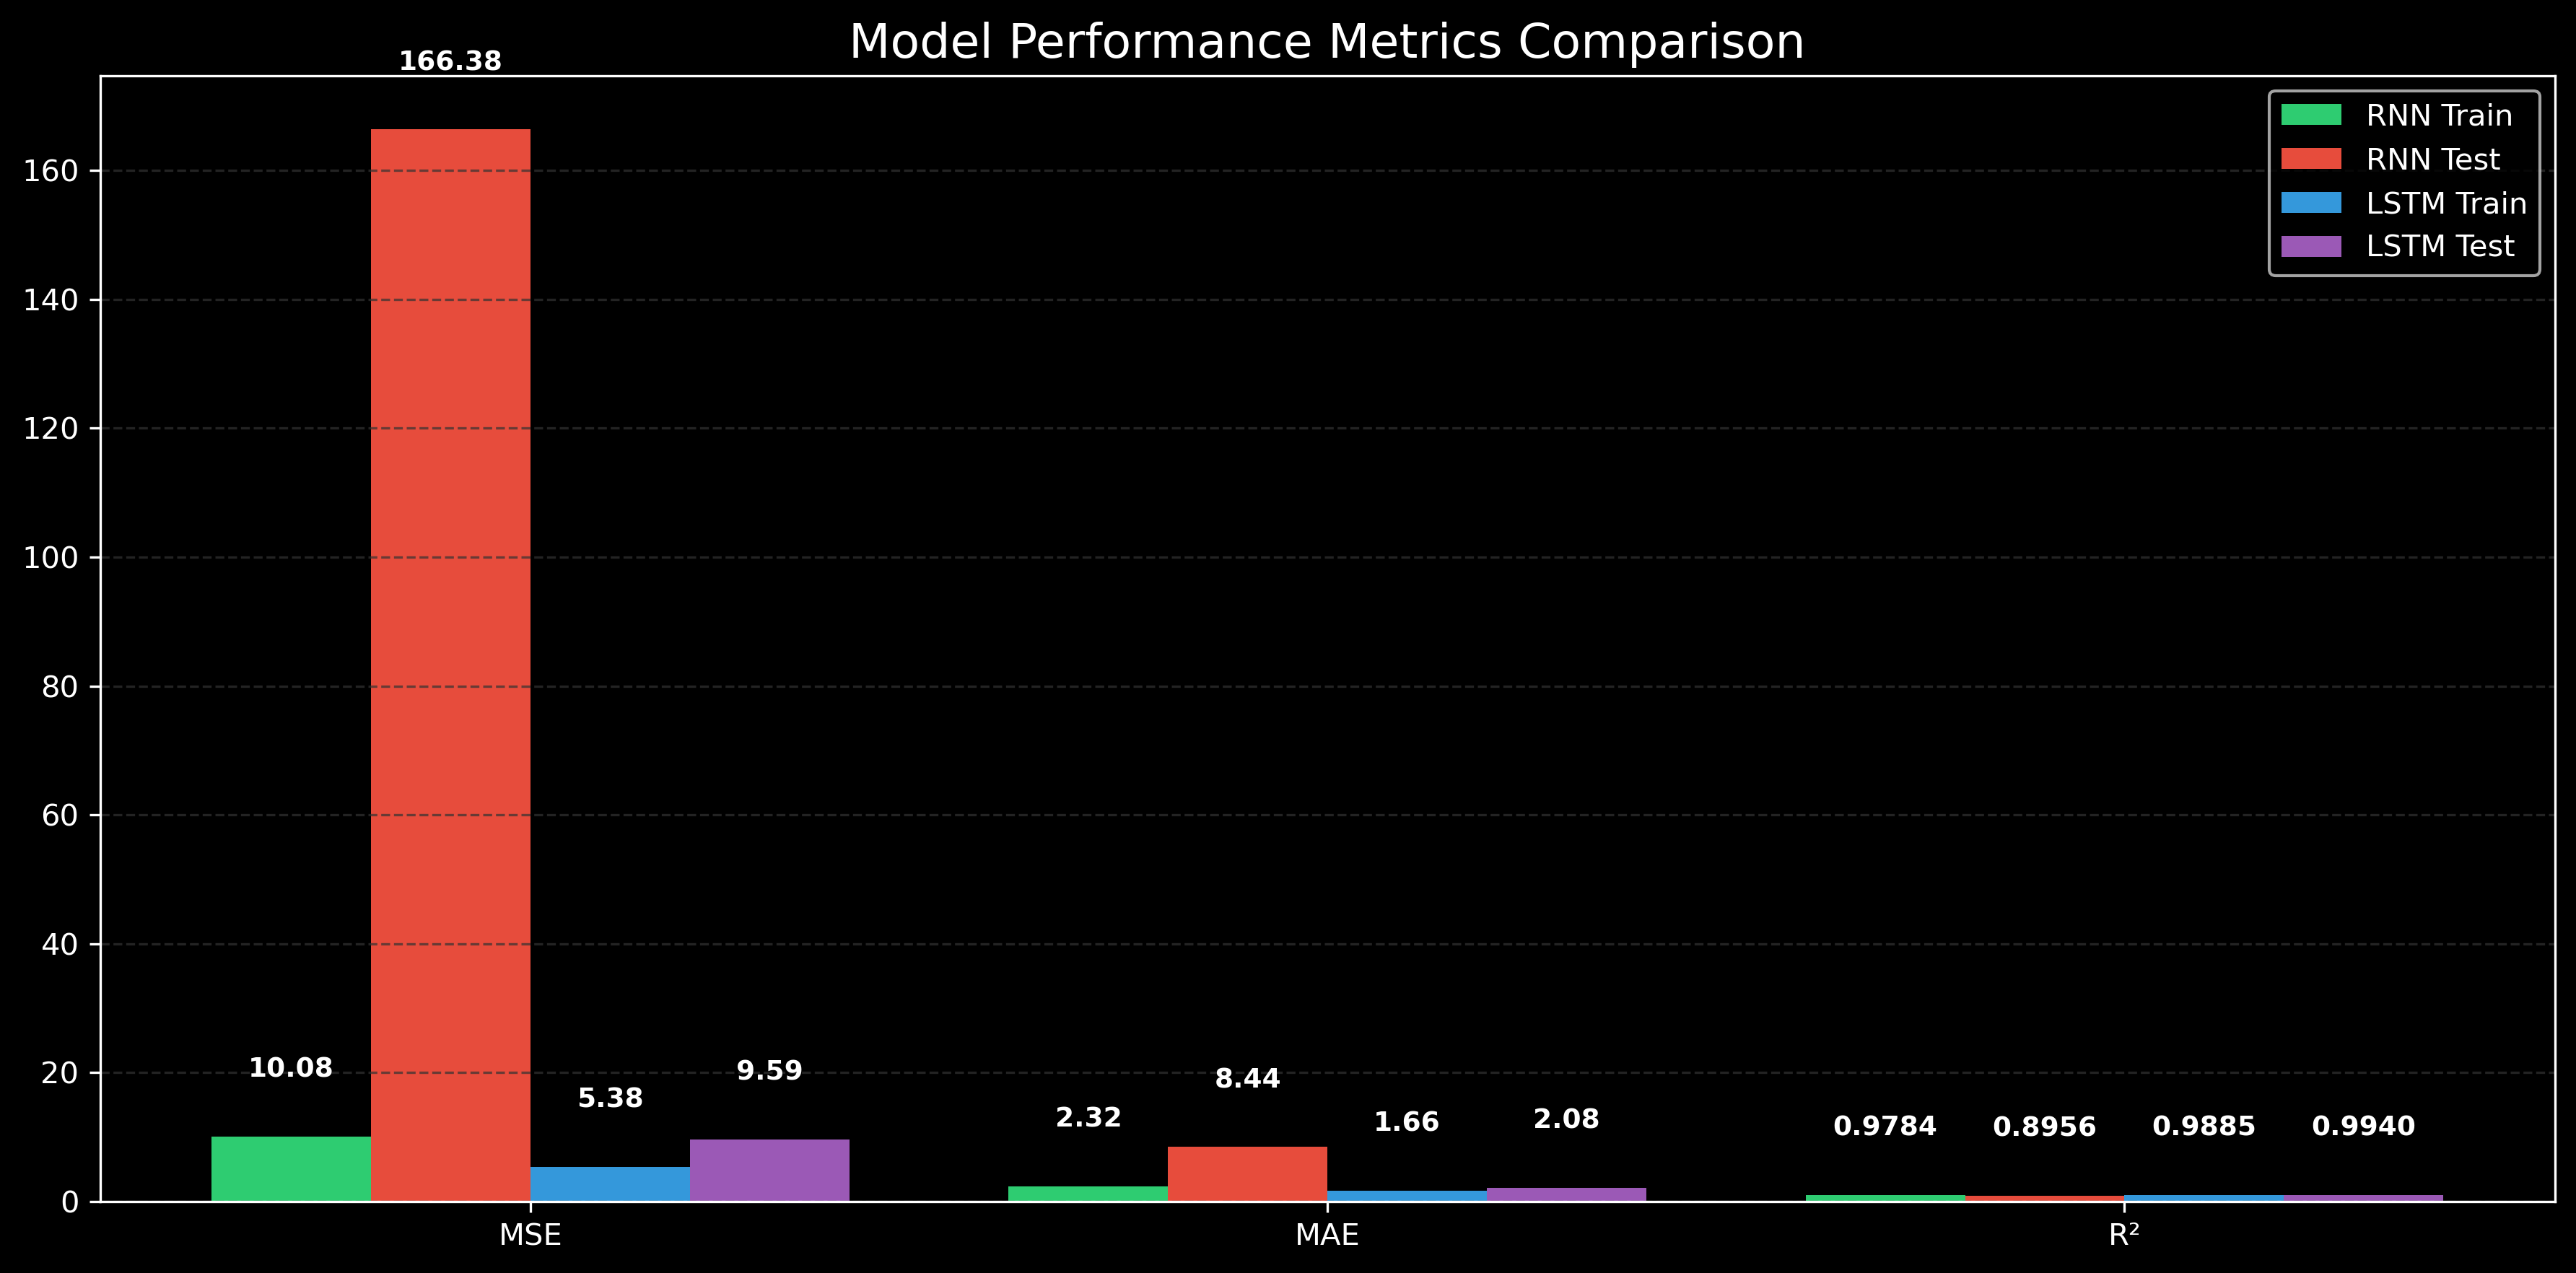 Model Performance Metrics Comparison
166.38
RNN Train
RNN Test
LSTM Train
LSTM Test
160
140
120
100
80
60
40
20
0
10.08
5.38
9.59
2.32
8.44
1.66
2.08
0.9784
0.8956
0.9885
0.9940
MSE
MAE
R²